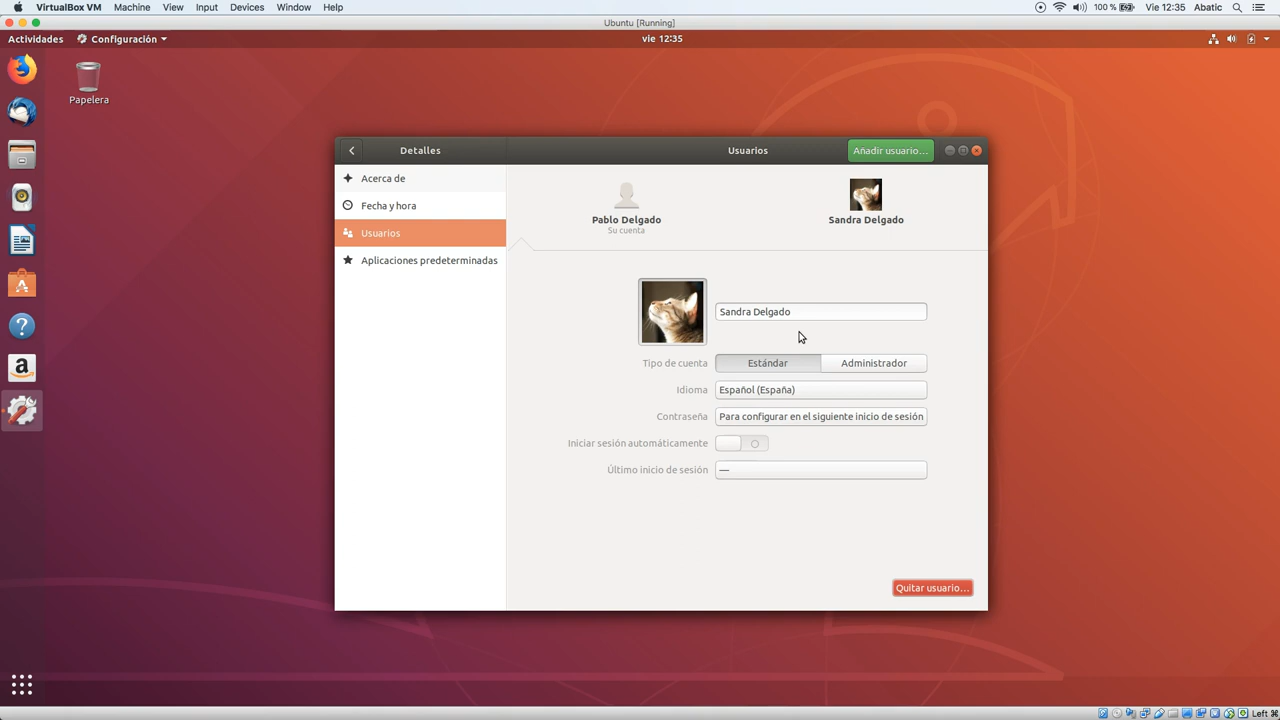 VirtualBox VM Machine View Input Devices Window Help 100 % Vie 12:35 Abatic
Ubuntu [Running]
Actividades Configuración vie 12:35
Papelera
Detalles Usuarios Añadir usuario…
Acerca de
Fecha y hora
Usuarios
Aplicaciones predeterminadas
Pablo Delgado Sandra Delgado
Su cuenta
Sandra Delgado
Tipo de cuenta Estándar Administrador
Idioma Español (España)
Contraseña Para configurar en el siguiente inicio de sesión
Iniciar sesión automáticamente
Último inicio de sesión —
Quitar usuario…
Left ⌘